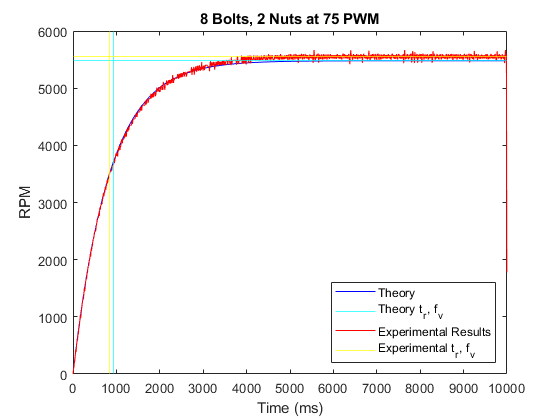 8 Bolts, 2 Nuts at 75 PWM
6000
5000
4000
3000
2000
1000
0
RPM
0 1000 2000 3000 4000 5000 6000 7000 8000 9000 10000
Time (ms)
Theory
Theory t_r, f_v
Experimental Results
Experimental t_r, f_v